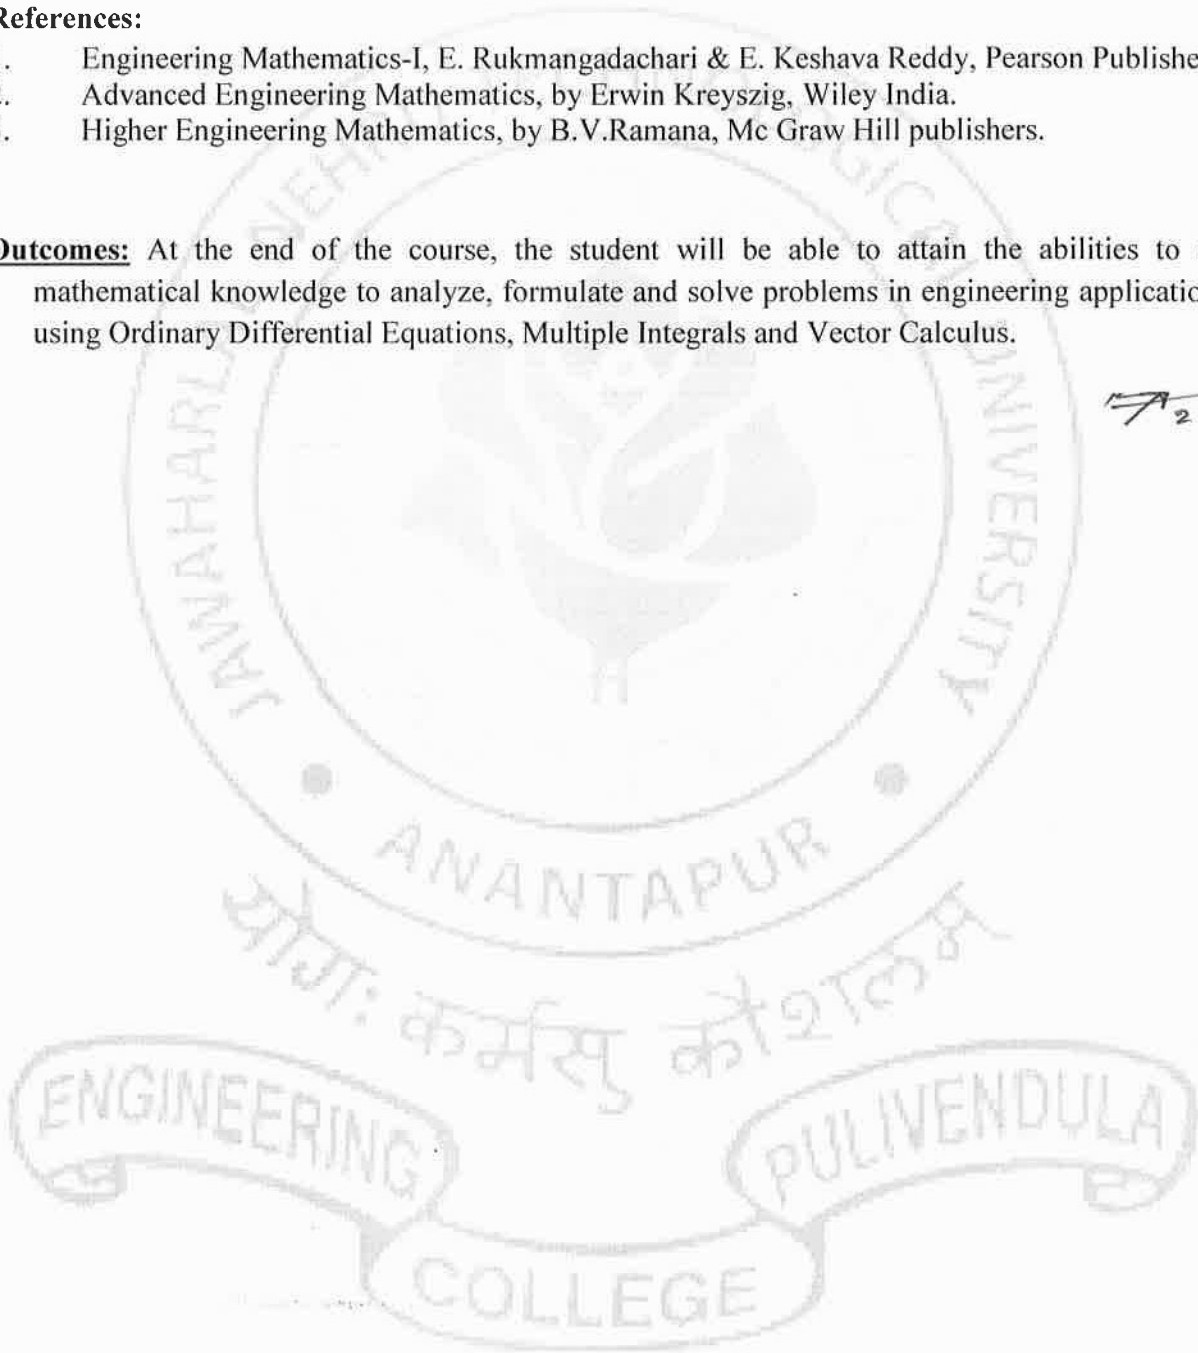 References:
Engineering Mathematics-I, E. Rukmangadachari & E. Keshava Reddy, Pearson Publishe
Advanced Engineering Mathematics, by Erwin Kreyszig, Wiley India.
Higher Engineering Mathematics, by B.V.Ramana, Mc Graw Hill publishers.
Outcomes: At the end of the course, the student will be able to attain the abilities to
mathematical knowledge to analyze, formulate and solve problems in engineering applicatio
using Ordinary Differential Equations, Multiple Integrals and Vector Calculus.
UNIVERSITY
ANANTAPUR
योग: कर्मसु कौशलम
ENGINEERING
COLLEGE
PULIVENDULA